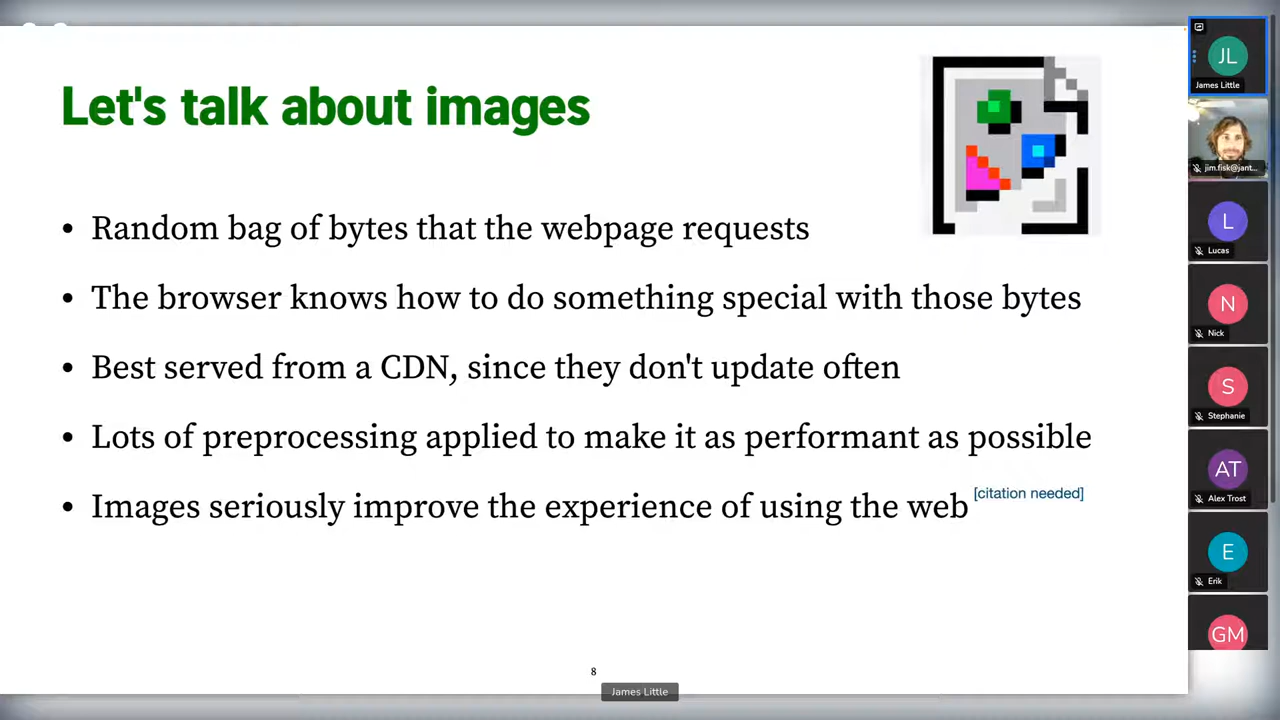 Let's talk about images
• Random bag of bytes that the webpage requests
• The browser knows how to do something special with those bytes
• Best served from a CDN, since they don't update often
• Lots of preprocessing applied to make it as performant as possible
• Images seriously improve the experience of using the web [citation needed]
8
James Little
JL
James Little
jim.fisk@jant...
L
Lucas
N
Nick
S
Stephanie
AT
Alex Trost
E
Erik
GM